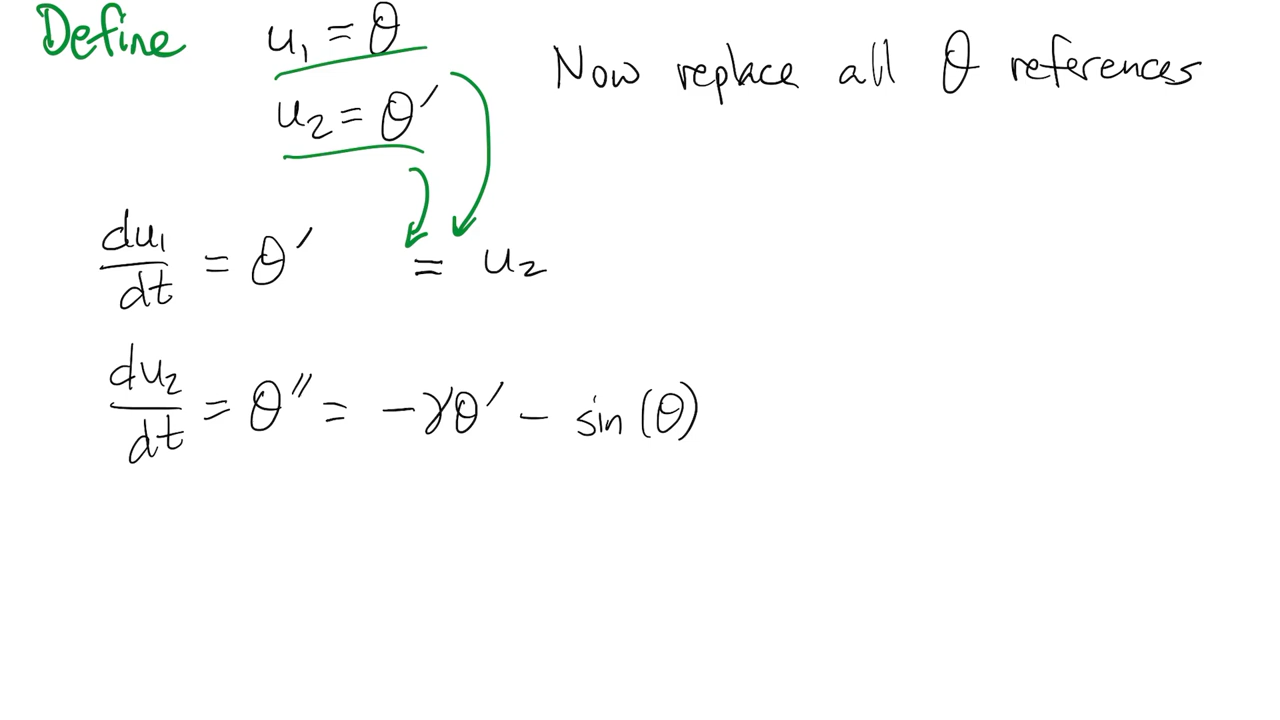 Define u₁ = θ Now replace all θ references
u₂ = θ′
du₁/dt = θ′ = u₂
du₂/dt = θ″ = −γθ′ − sin(θ)